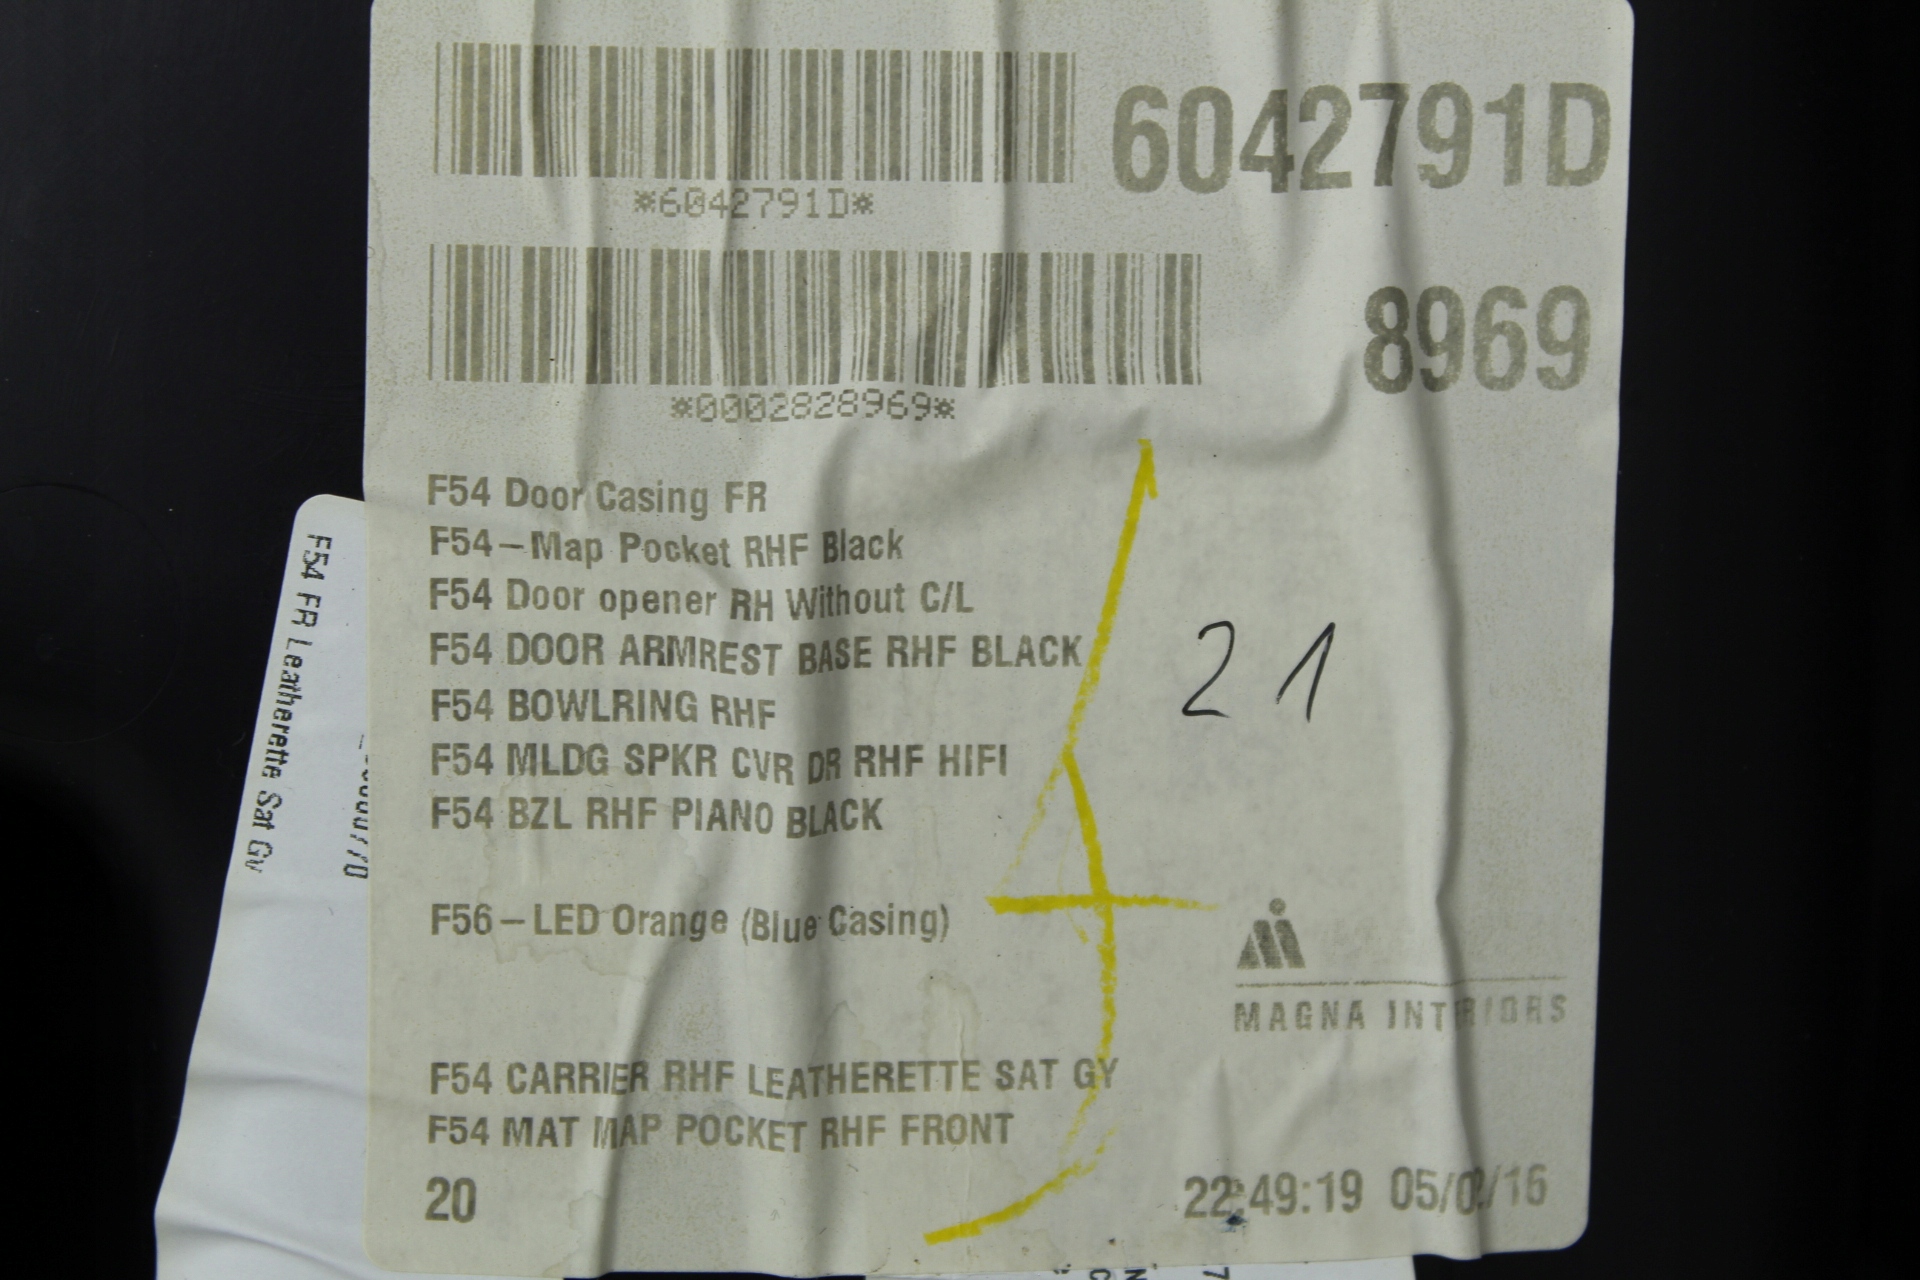 6042791D
*6042791D*
8969
*0002828969*
F54 Door Casing FR
F54-Map Pocket RHF Black
F54 Door opener RH Without C/L
F54 DOOR ARMREST BASE RHF BLACK
F54 BOWLRING RHF
F54 MLDG SPKR CVR DR RHF HIFI
F54 BZL RHF PIANO BLACK
21
F56-LED Orange (Blue Casing)
MAGNA INTERIORS
F54 CARRIER RHF LEATHERETTE SAT GY
F54 MAT MAP POCKET RHF FRONT
20
22:49:19
F54 FR Leatherette Sat Gy